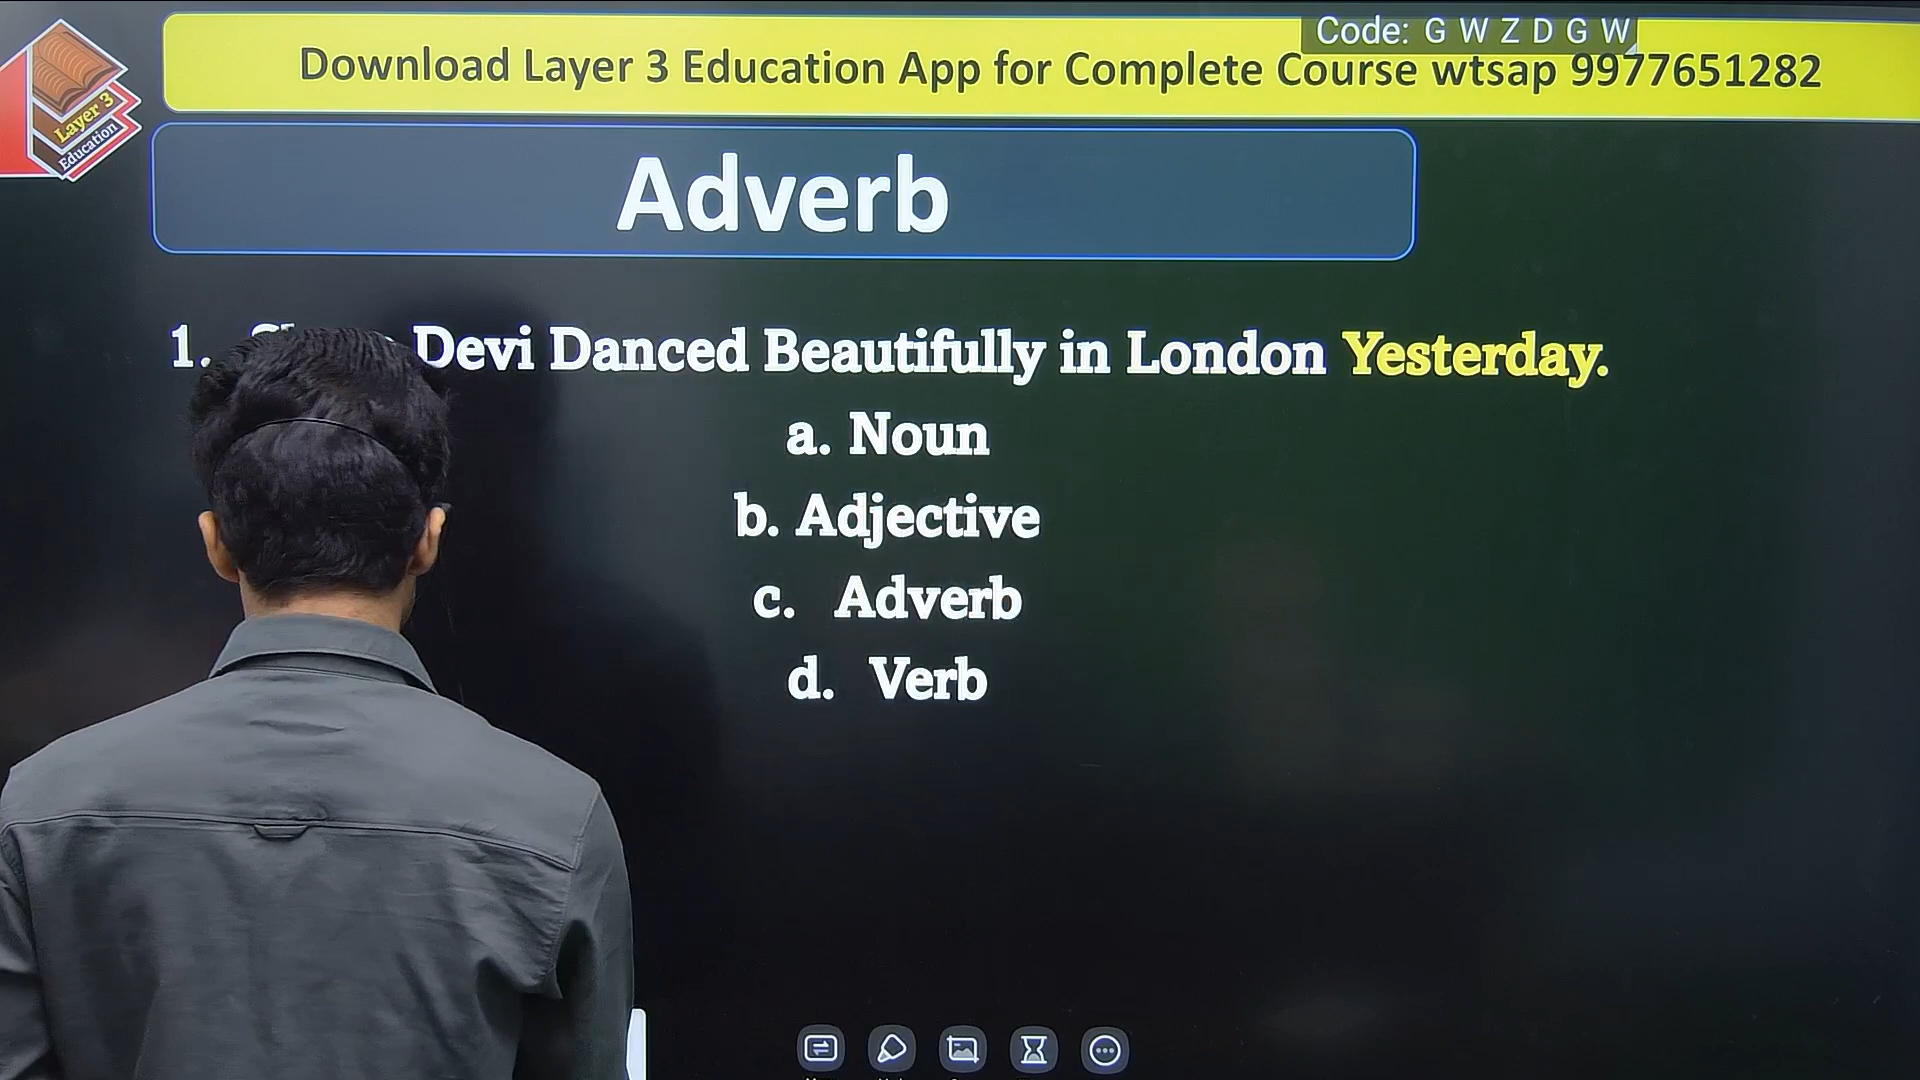 Code: G W Z D G W
Download Layer 3 Education App for Complete Course wtsap 9977651282
Layer 3
Education
Adverb
1. Devi Danced Beautifully in London Yesterday.
a. Noun
b. Adjective
c. Adverb
d. Verb